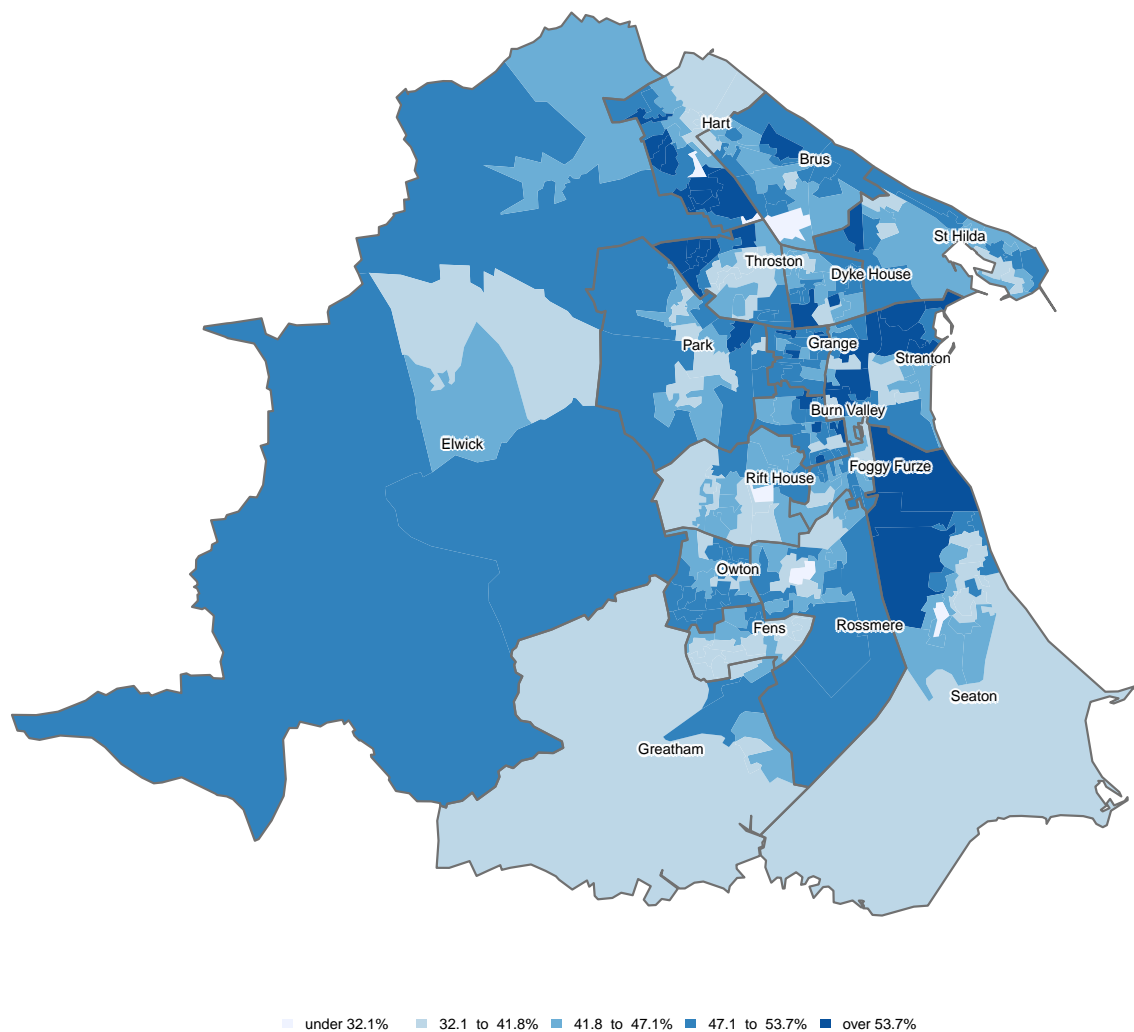 Hart
Brus
St Hilda
Throston
Dyke House
Park
Grange
Stranton
Burn Valley
Elwick
Foggy Furze
Rift House
Owton
Fens
Rossmere
Seaton
Greatham
under 32.1% 32.1 to 41.8% 41.8 to 47.1% 47.1 to 53.7% over 53.7%